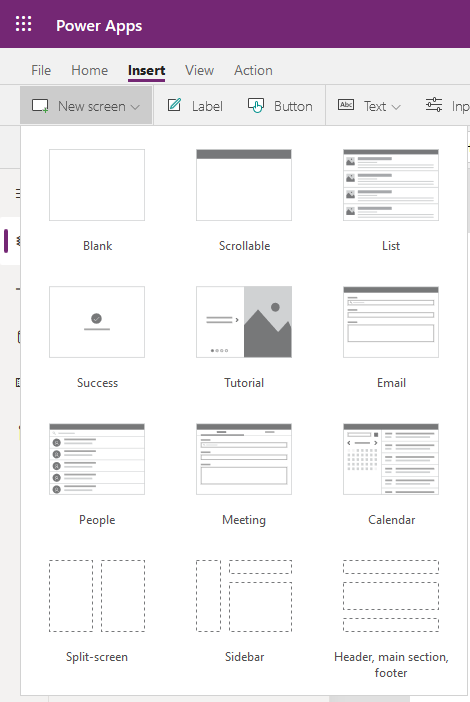 Power Apps
File Home Insert View Action
New screen Label Button Abc Text Inp
Blank Scrollable List
Success Tutorial Email
People Meeting Calendar
Split-screen Sidebar Header, main section,
footer